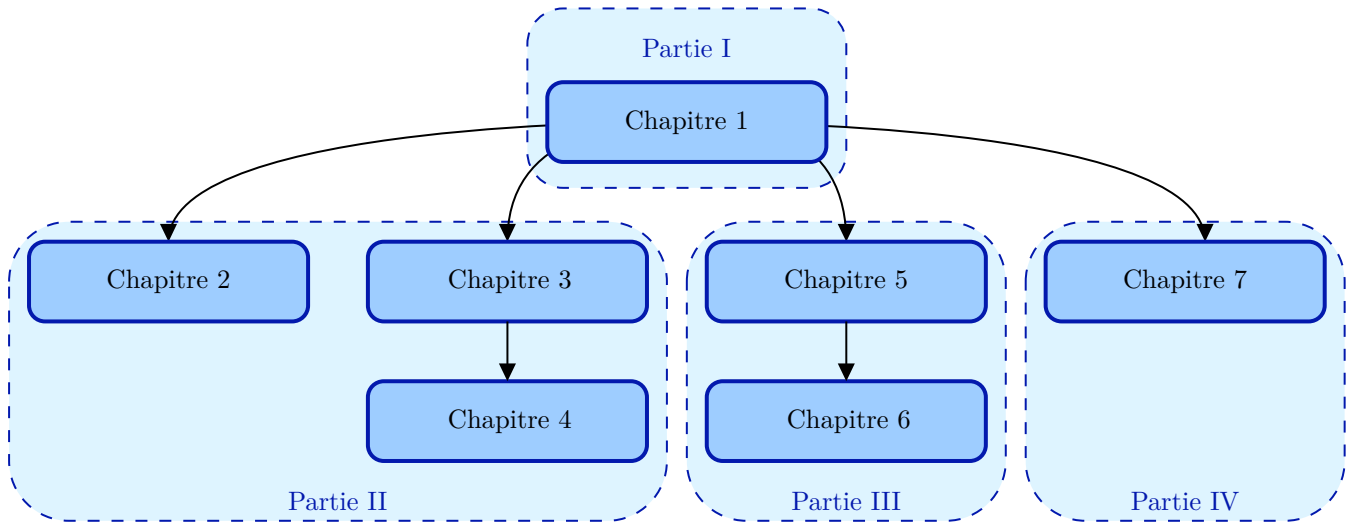 Partie I
Chapitre 1
Chapitre 2
Chapitre 3
Chapitre 5
Chapitre 7
Chapitre 4
Chapitre 6
Partie II
Partie III
Partie IV